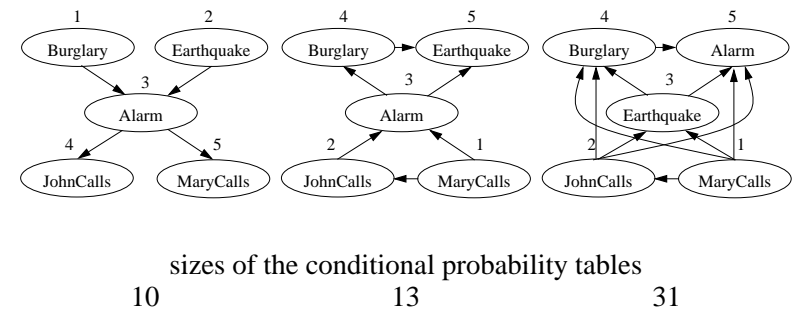 1 2 4 5 4 5
Burglary Earthquake Burglary Earthquake Burglary Alarm
3 3 3
Alarm Alarm Earthquake
4 5 2 1 2 1
JohnCalls MaryCalls JohnCalls MaryCalls JohnCalls MaryCalls
sizes of the conditional probability tables
10 13 31